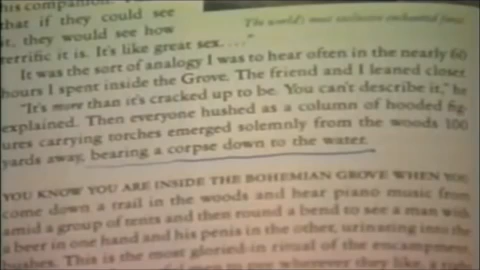 his companion.
that if they could see
it, they would see how
terrific it is. It's like great sex. . . ."
It was the sort of analogy I was to hear often in the nearly 60
hours I spent inside the Grove. The friend and I leaned closer.
"It's more than it's cracked up to be. You can't describe it," he
explained. Then everyone hushed as a column of hooded fig-
ures carrying torches emerged solemnly from the woods 100
yards away, bearing a corpse down to the water.
YOU KNOW YOU ARE INSIDE THE BOHEMIAN GROVE WHEN YOU
come down a trail in the woods and hear piano music from
amid a group of tents and then round a bend to see a man with
a beer in one hand and his penis in the other, urinating into the
bushes. This is the most gloried-in ritual of the encampment,